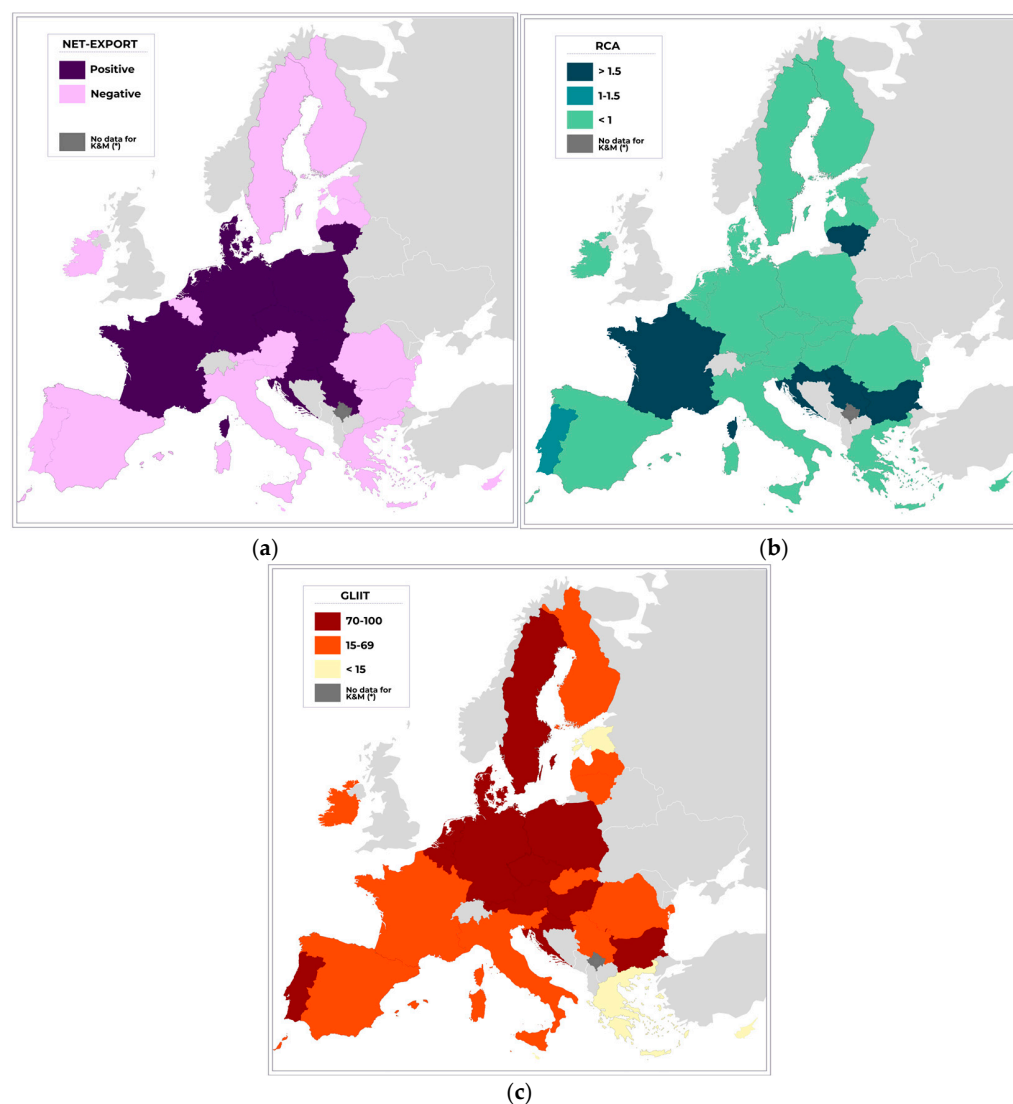 NET-EXPORT
Positive
Negative
No data for
K&M (*)
(a)
RCA
> 1.5
1-1.5
< 1
No data for
K&M (*)
(b)
GLIIT
70-100
15-69
< 15
No data for
K&M (*)
(c)